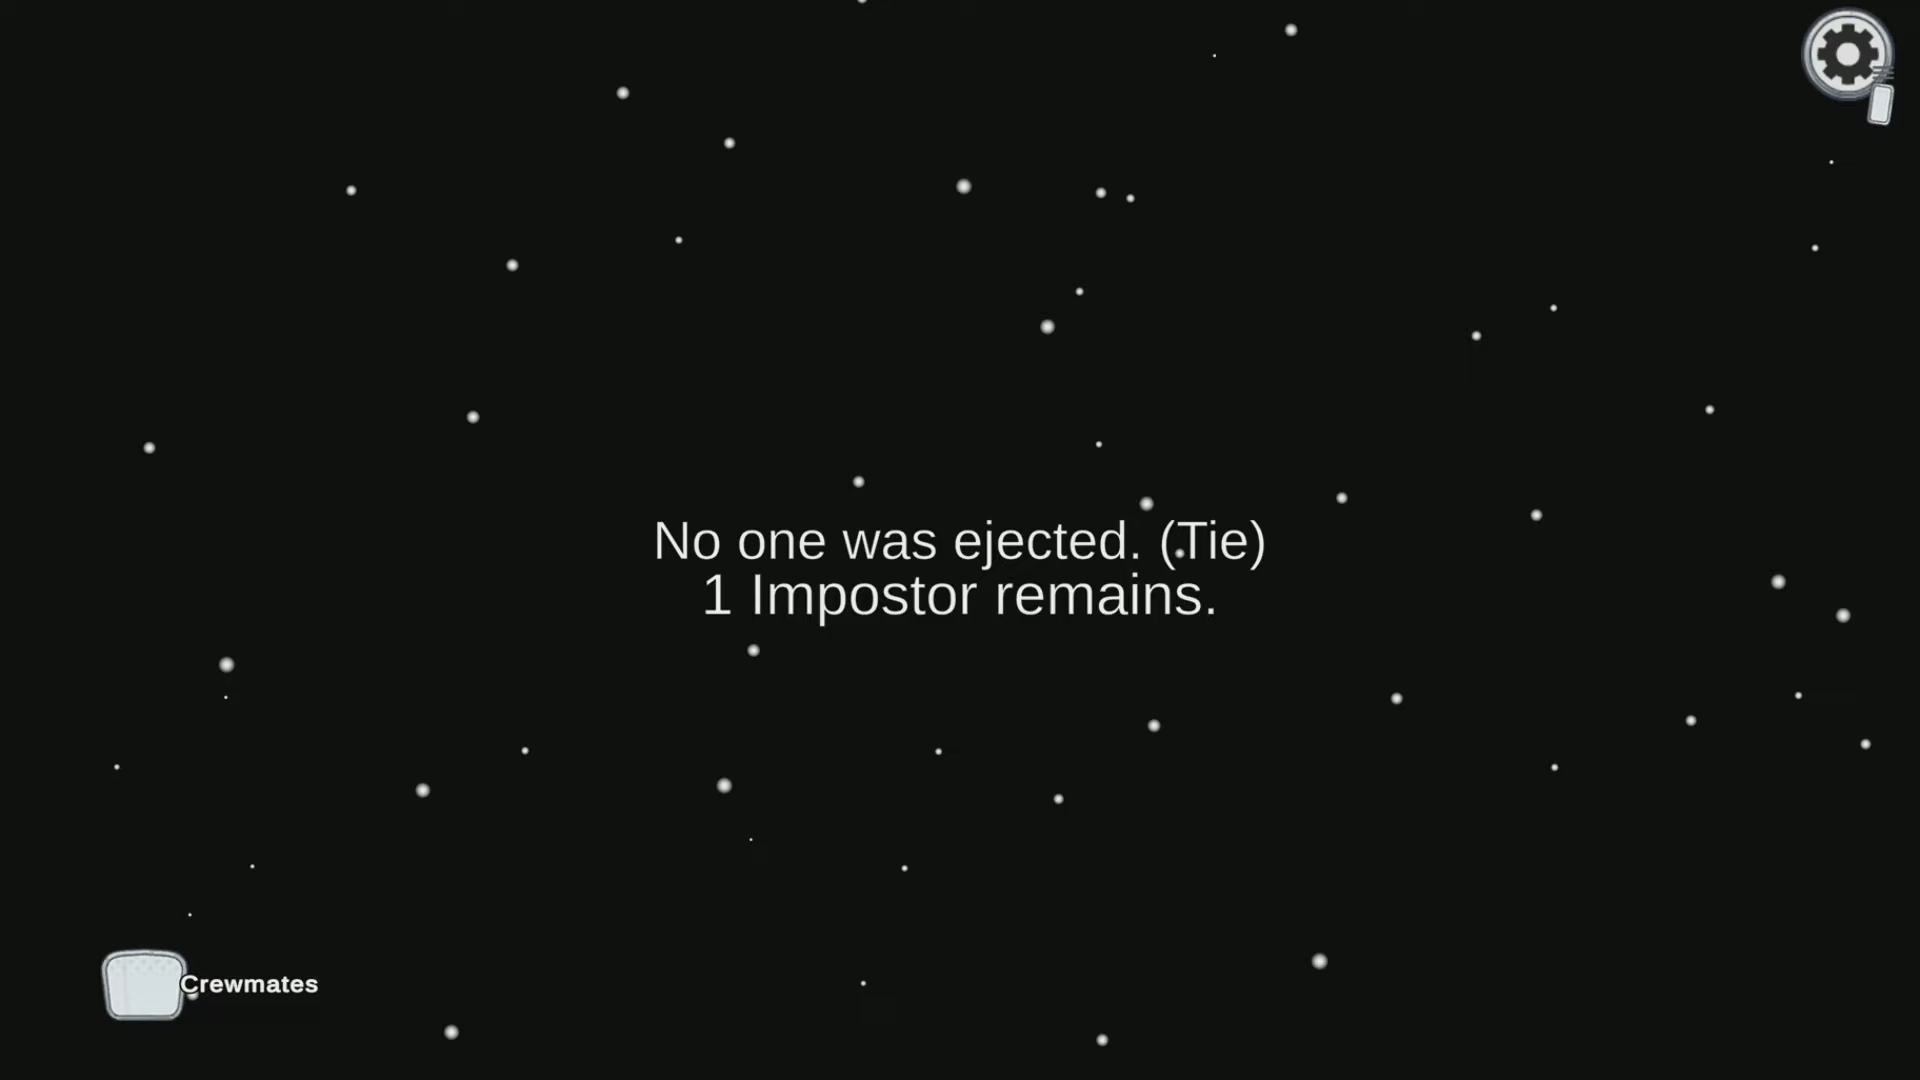 No one was ejected. (Tie)
1 Impostor remains.
Crewmates